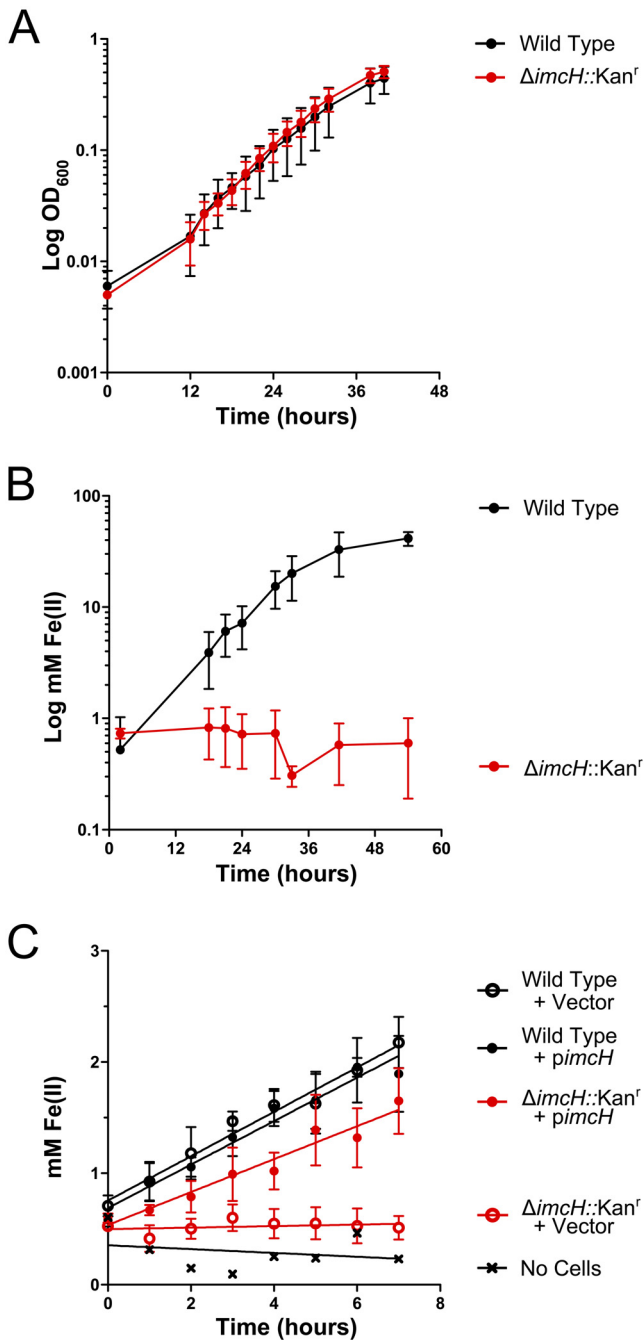 A
1
0.1
0.01
0.001
Log OD600
0
12
24
36
48
Time (hours)
Wild Type
ΔimcH::Kanr
B
100
10
1
0.1
Log mM Fe(II)
0
12
24
36
48
60
Time (hours)
Wild Type
ΔimcH::Kanr
C
3
2
1
0
mM Fe(II)
0
2
4
6
8
Time (hours)
Wild Type
+ Vector
Wild Type
+ pimcH
ΔimcH::Kanr
+ pimcH
ΔimcH::Kanr
+ Vector
No Cells